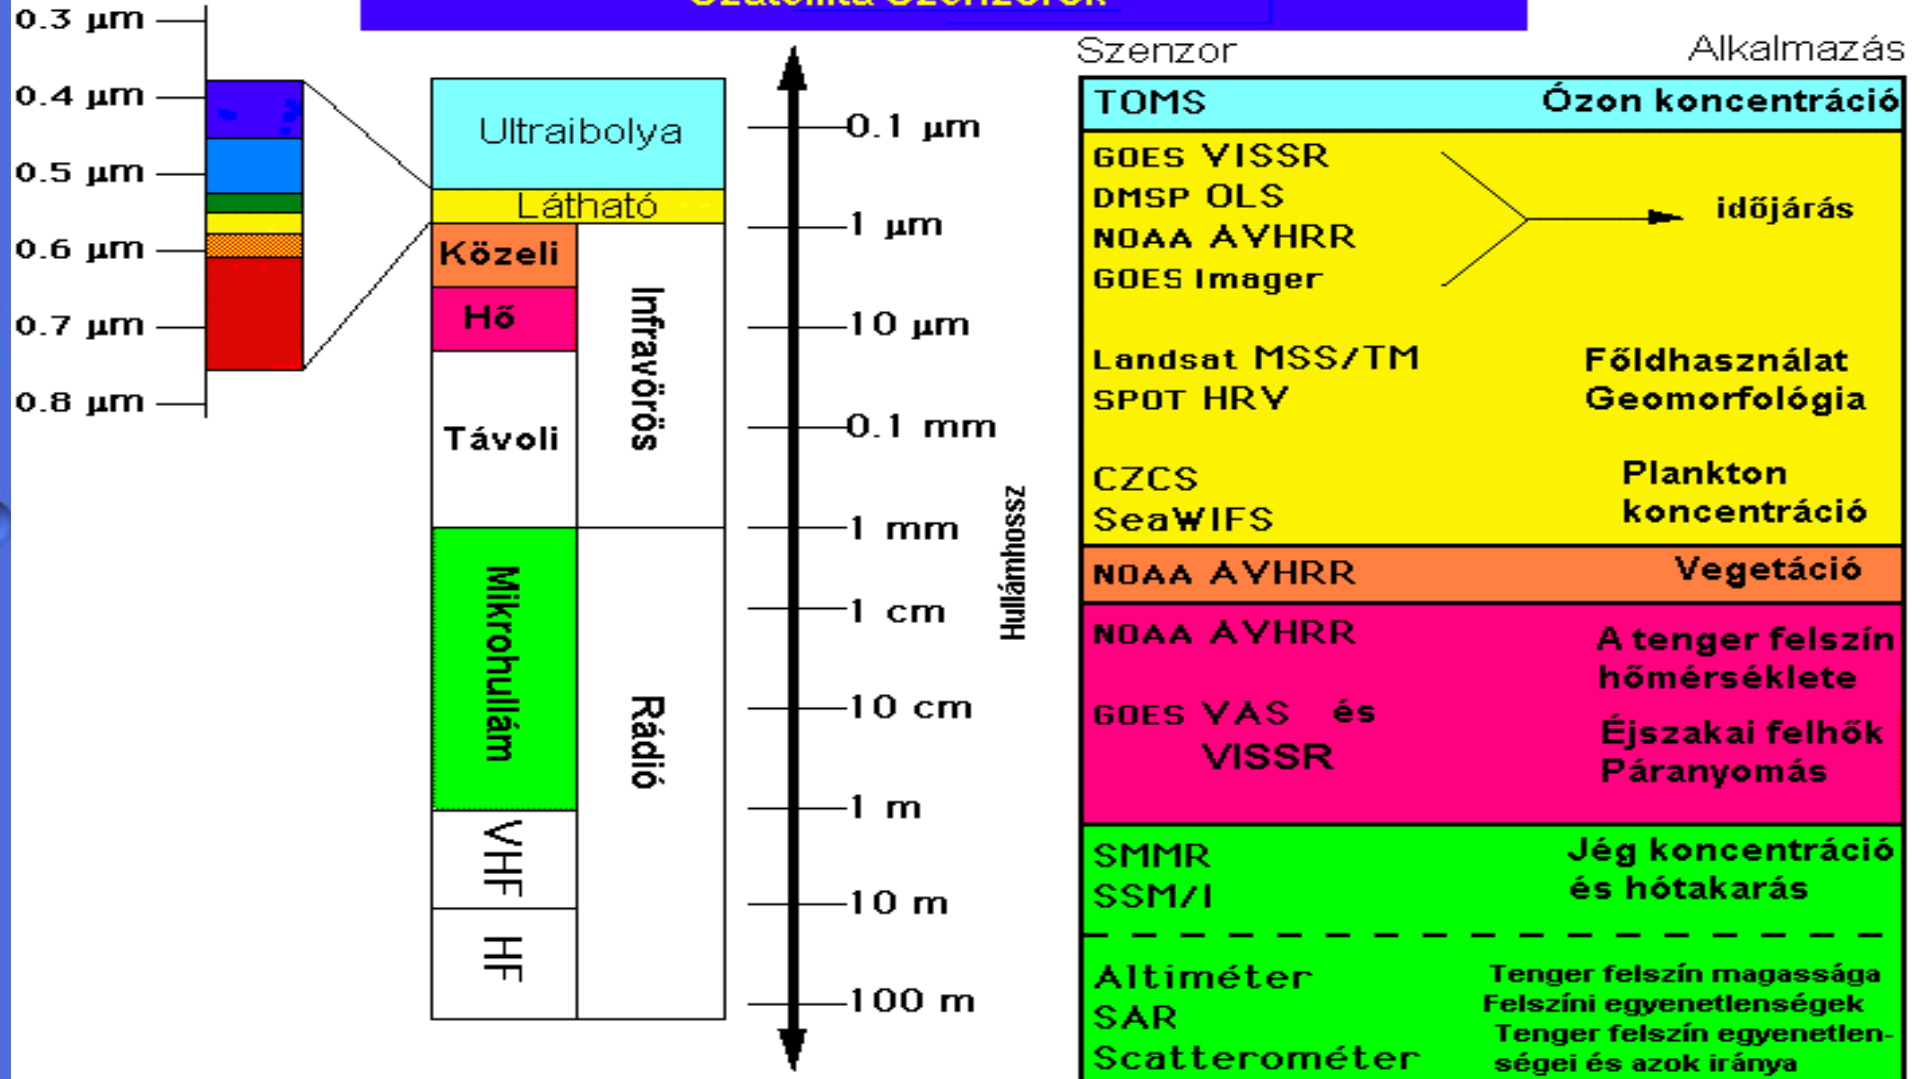 0.3 µm
0.4 µm
0.5 µm
0.6 µm
0.7 µm
0.8 µm
Ultraibolya
Látható
Közeli
Hő
Távoli
Infravörös
Mikrohullám
VHF
HF
Rádió
0.1 µm
1 µm
10 µm
0.1 mm
1 mm
1 cm
10 cm
1 m
10 m
100 m
Hullámhossz
Szenzor Alkalmazás
TOMS Ózon koncentráció
GOES VISSR
DMSP OLS időjárás
NOAA AVHRR
GOES Imager
Landsat MSS/TM Főldhasználat
SPOT HRV Geomorfológia
CZCS Plankton
SeaWIFS koncentráció
NOAA AVHRR Vegetáció
NOAA AVHRR A tenger felszín
hőmérséklete
GOES VAS és Éjszakai felhők
VISSR Páranyomás
SMMR Jég koncentráció
SSM/I és hótakarás
Altiméter Tenger felszín magassága
SAR Felszíni egyenetlenségek
Scatterométer Tenger felszín egyenetlen-
ségei és azok iránya